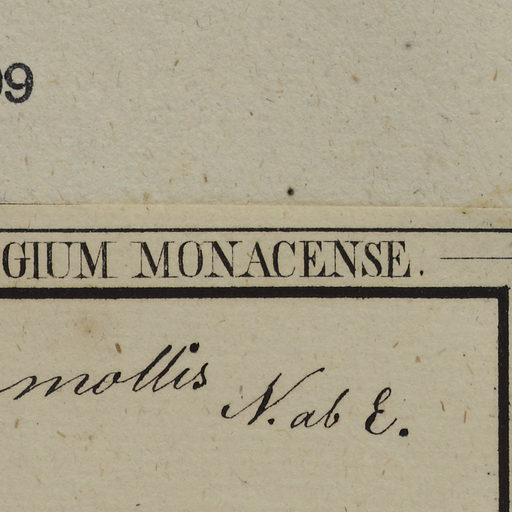 99
GIUM MONACENSE.
mollis N. ab E.